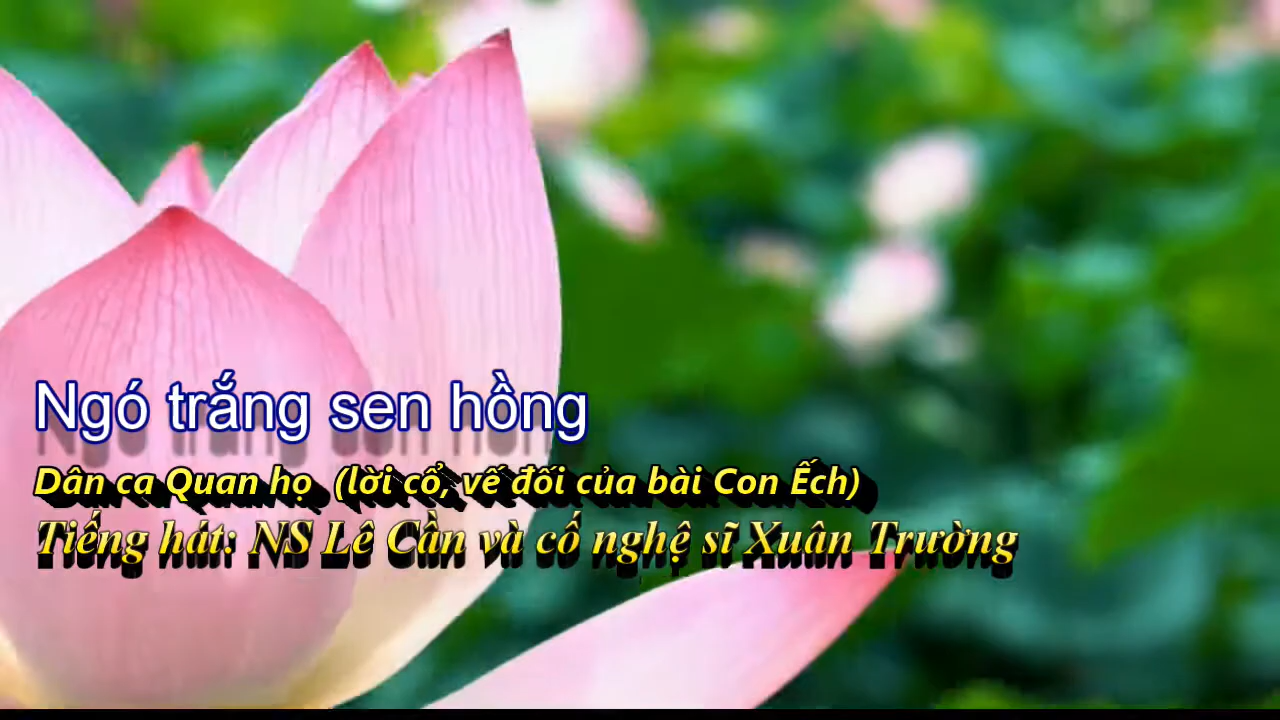 Ngó trắng sen hồng
Dân ca Quan họ (lời cổ, vế đối của bài Con Ếch)
Tiếng hát: NS Lê Cần và cố nghệ sĩ Xuân Trường